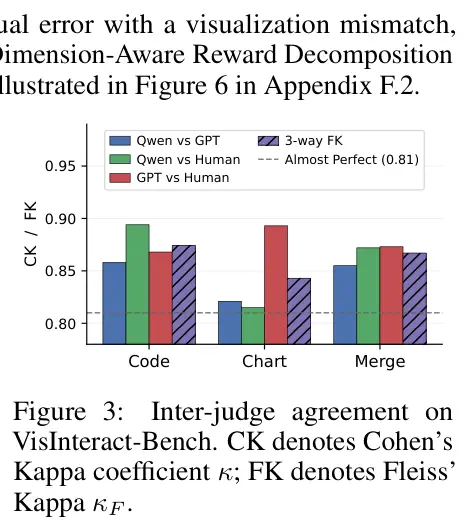 ual error with a visualization mismatch,
Dimension-Aware Reward Decomposition
llustrated in Figure 6 in Appendix F.2.
Qwen vs GPT
Qwen vs Human
GPT vs Human
3-way FK
Almost Perfect (0.81)
CK / FK
0.95
0.90
0.85
0.80
Code Chart Merge
Figure 3: Inter-judge agreement on
VisInteract-Bench. CK denotes Cohen's
Kappa coefficient κ; FK denotes Fleiss'
Kappa κ_F.